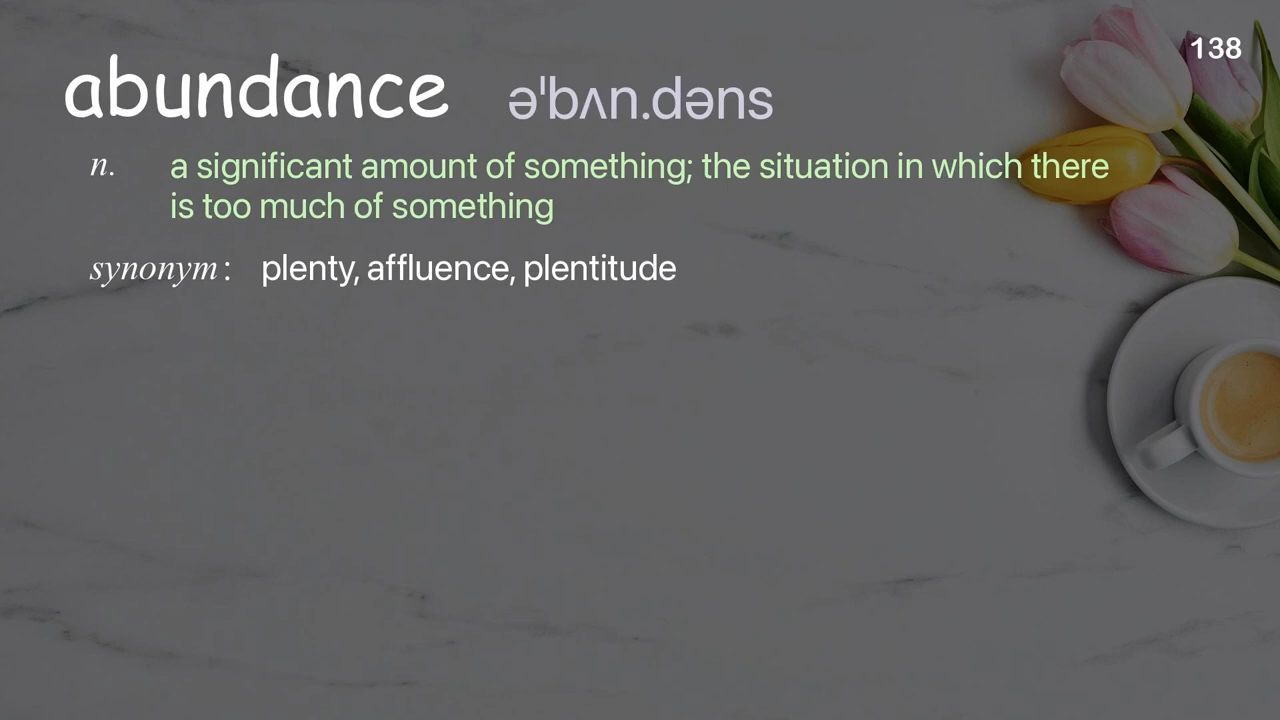 138
abundance əˈbʌn.dəns
n. a significant amount of something; the situation in which there
is too much of something
synonym: plenty, affluence, plentitude